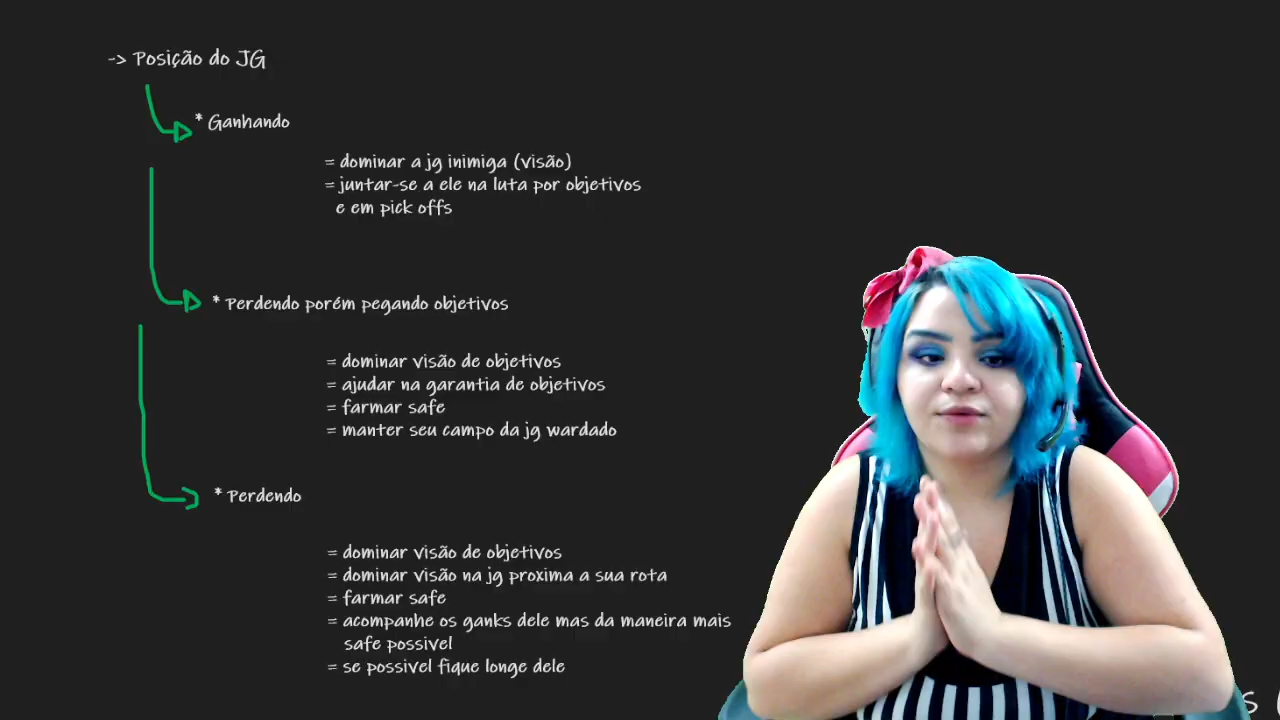 -> Posição do JG
* Ganhando
= dominar a jg inimiga (visão)
= juntar-se a ele na luta por objetivos
e em pick offs
* Perdendo porém pegando objetivos
= dominar visão de objetivos
= ajudar na garantia de objetivos
= farmar safe
= manter seu campo da jg wardado
* Perdendo
= dominar visão de objetivos
= dominar visão na jg proxima a sua rota
= farmar safe
= acompanhe os ganks dele mas da maneira mais
safe possivel
= se possivel fique longe dele